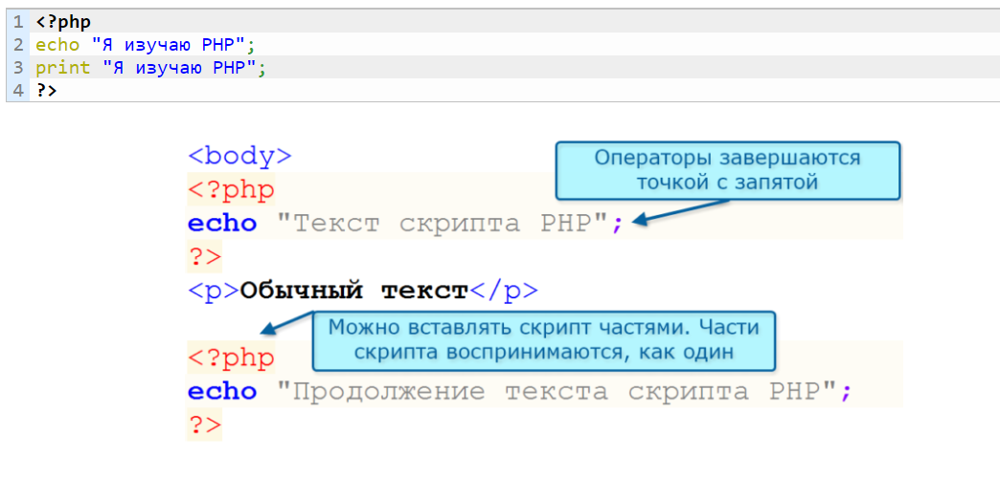 1 <?php
2 echo "Я изучаю PHP";
3 print "Я изучаю PHP";
4 ?>
<body>
Операторы завершаются
точкой с запятой
<?php
echo "Текст скрипта PHP";
?>
<p>Обычный текст</p>
Можно вставлять скрипт частями. Части
скрипта воспринимаются, как один
<?php
echo "Продолжение текста скрипта PHP";
?>